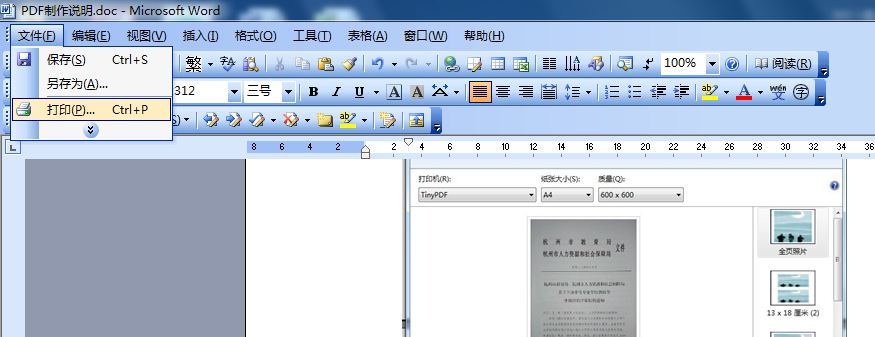 PDF制作说明.doc - Microsoft Word
文件(F) 编辑(E) 视图(V) 插入(I) 格式(O) 工具(T) 表格(A) 窗口(W) 帮助(H)
保存(S) Ctrl+S 繁 100% 阅读(R)
另存为(A)... 312 三号 B I U A A A wén 字
打印(P)... Ctrl+P
8 6 4 2 2 4 6 8 10 12 14 16 18 20 22 24 26 28 30 32 34 36
打印机(R): 纸张大小(S): 质量(Q):
TinyPDF A4 600 x 600
杭州市教育局
杭州市人力资源和社会保障局 文件
全页照片
13 x 18 厘米 (2)